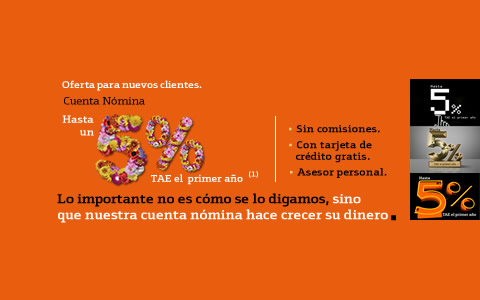 Oferta para nuevos clientes.
Cuenta Nómina
Hasta
un
5%
TAE el primer año (1)
• Sin comisiones.
• Con tarjeta de
crédito gratis.
• Asesor personal.
Lo importante no es cómo se lo digamos, sino
que nuestra cuenta nómina hace crecer su dinero.
Hasta
5%
TAE el primer año
Hasta
5%
Hasta
5%
TAE el primer año